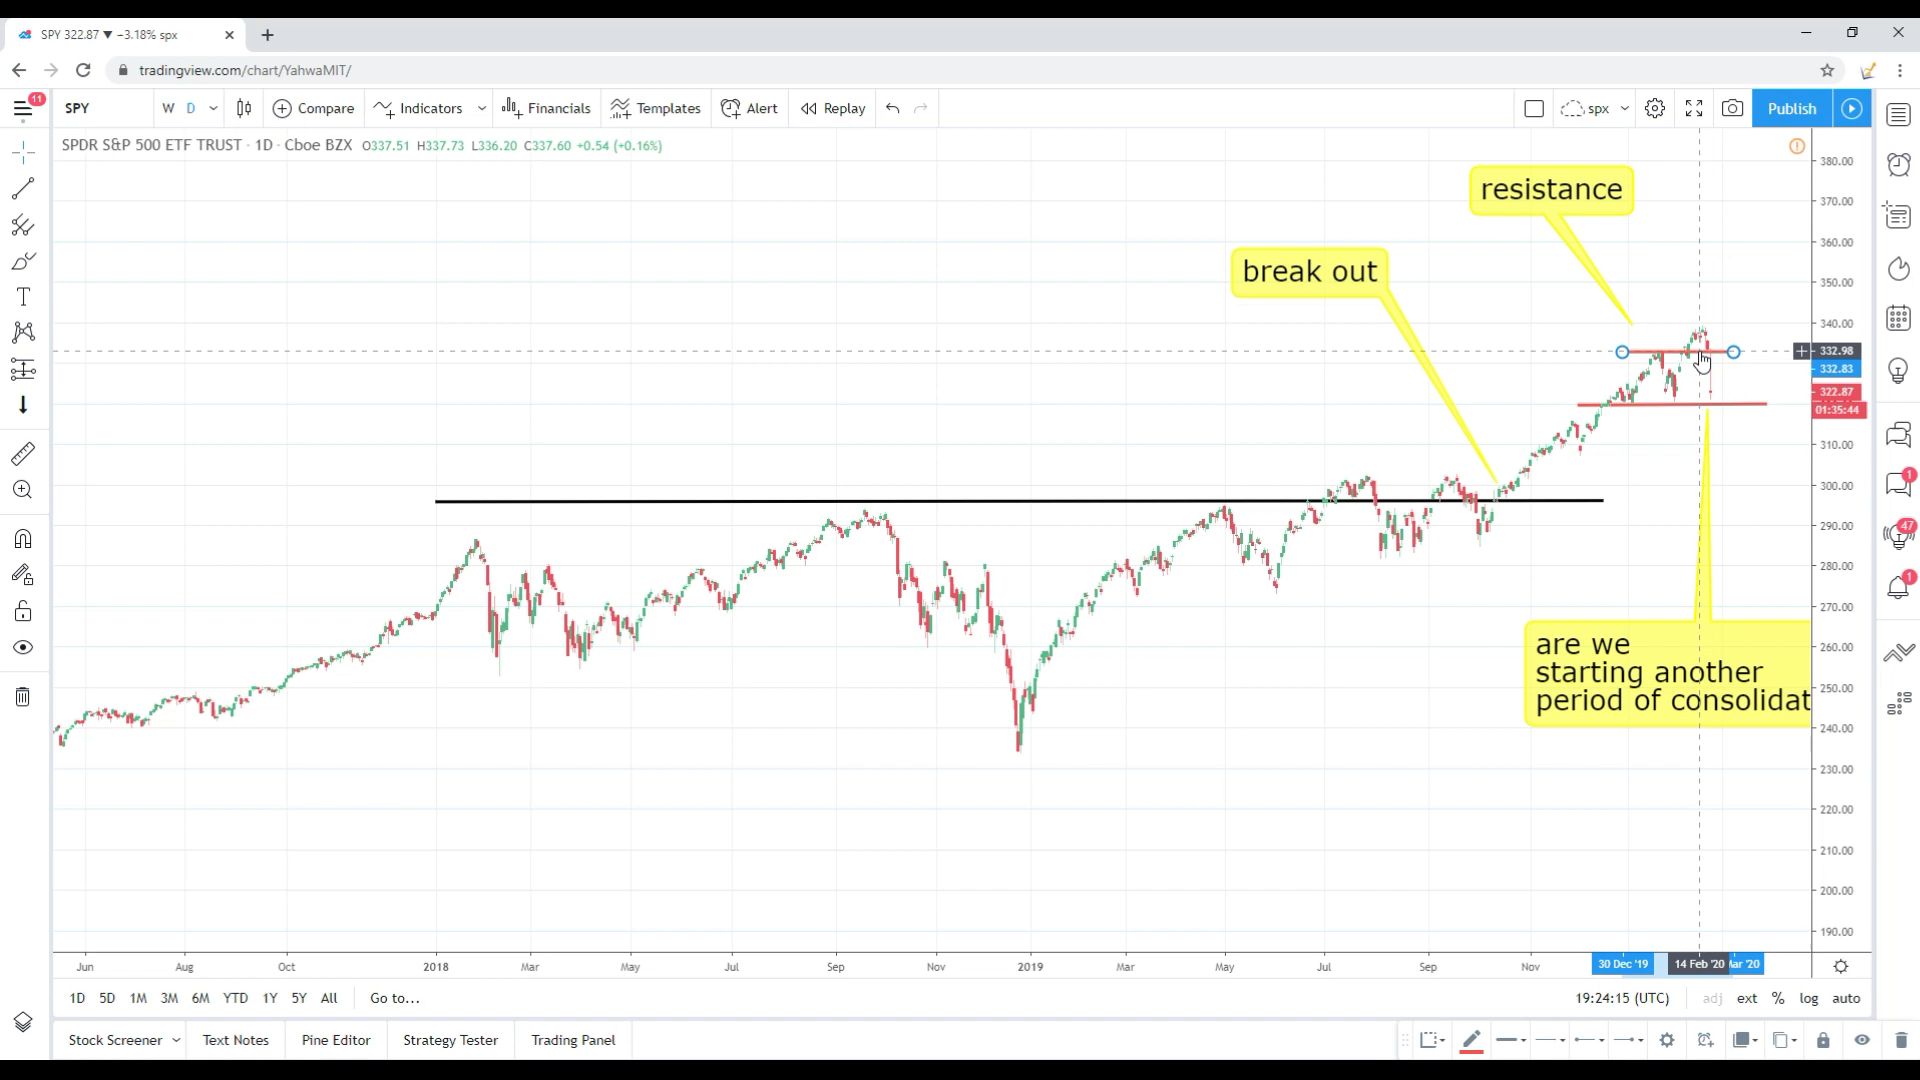 SPY 322.87 ▼ −3.18% spx
tradingview.com/chart/YahwaMIT/
11
SPY W D Compare Indicators Financials Templates Alert Replay spx Publish
SPDR S&P 500 ETF TRUST · 1D · Cboe BZX O337.51 H337.73 L336.20 C337.60 +0.54 (+0.16%)
resistance
break out
are we
starting another
period of consolidat
380.00
370.00
360.00
350.00
340.00
332.98
332.83
322.87
01:35:44
310.00
300.00
290.00
280.00
270.00
260.00
250.00
240.00
230.00
220.00
210.00
200.00
190.00
1
47
1
Jun Aug Oct 2018 Mar May Jul Sep Nov 2019 Mar May Jul Sep Nov 30 Dec '19 14 Feb '20 Mar '20
1D 5D 1M 3M 6M YTD 1Y 5Y All Go to... 19:24:15 (UTC) adj ext % log auto
Stock Screener Text Notes Pine Editor Strategy Tester Trading Panel